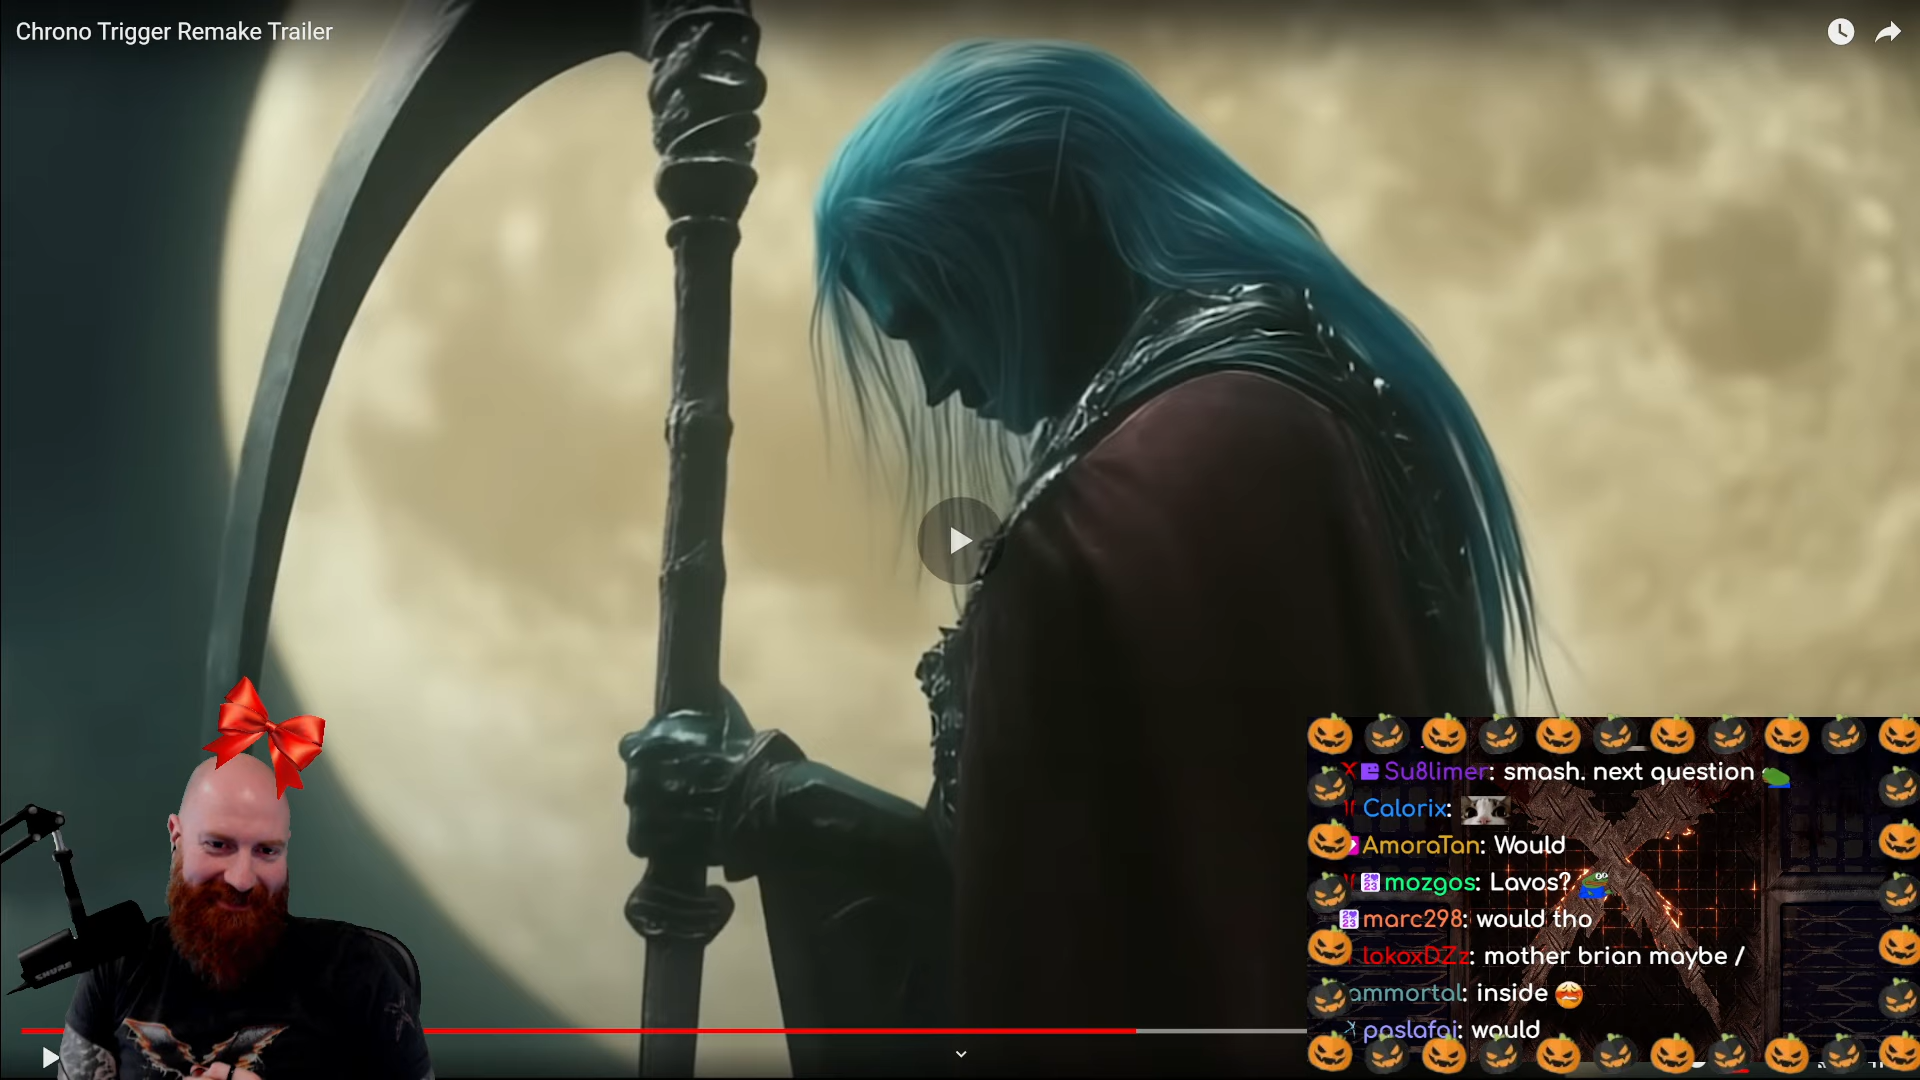 Chrono Trigger Remake Trailer
Su8limer: smash. next question
Calorix:
AmoraTan: Would
mozgos: Lavos?
marc298: would tho
lokoxDZz: mother brian maybe /
ammortal: inside
paslafai: would
SHURE